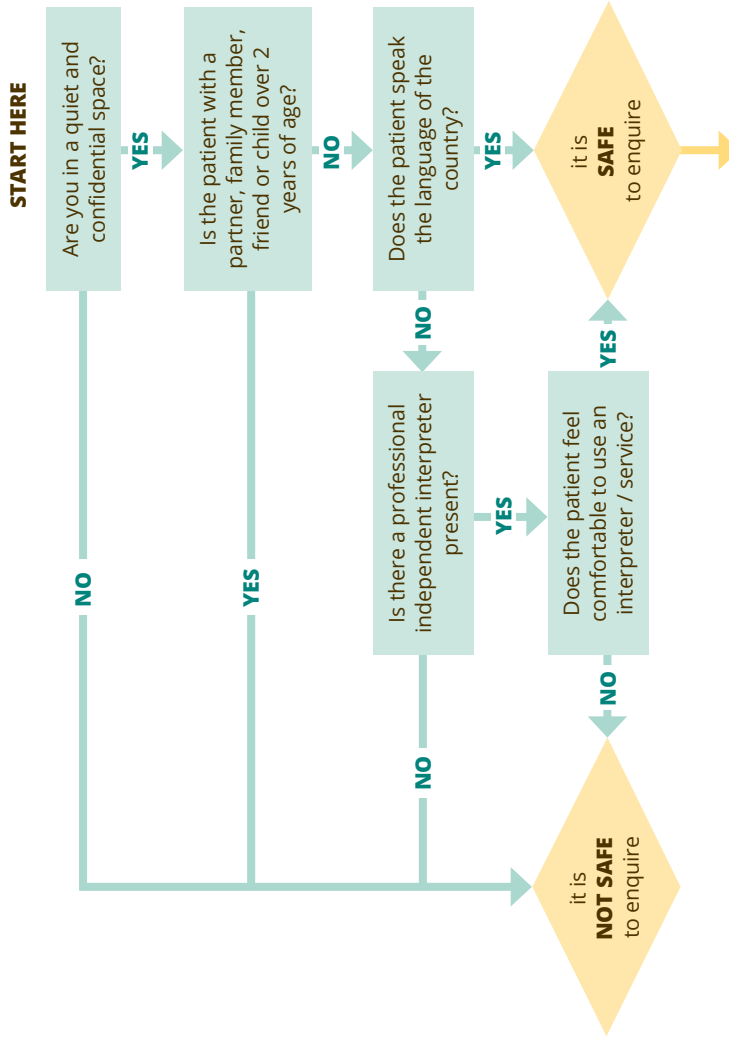 START HERE
Are you in a quiet and
confidential space?
YES
NO
Is the patient with a
partner, family member,
friend or child over 2
years of age?
NO
YES
Does the patient speak
the language of the
country?
YES
NO
Is there a professional
independent interpreter
present?
YES
NO
Does the patient feel
comfortable to use an
interpreter / service?
YES
NO
it is
SAFE
to enquire
it is
NOT SAFE
to enquire